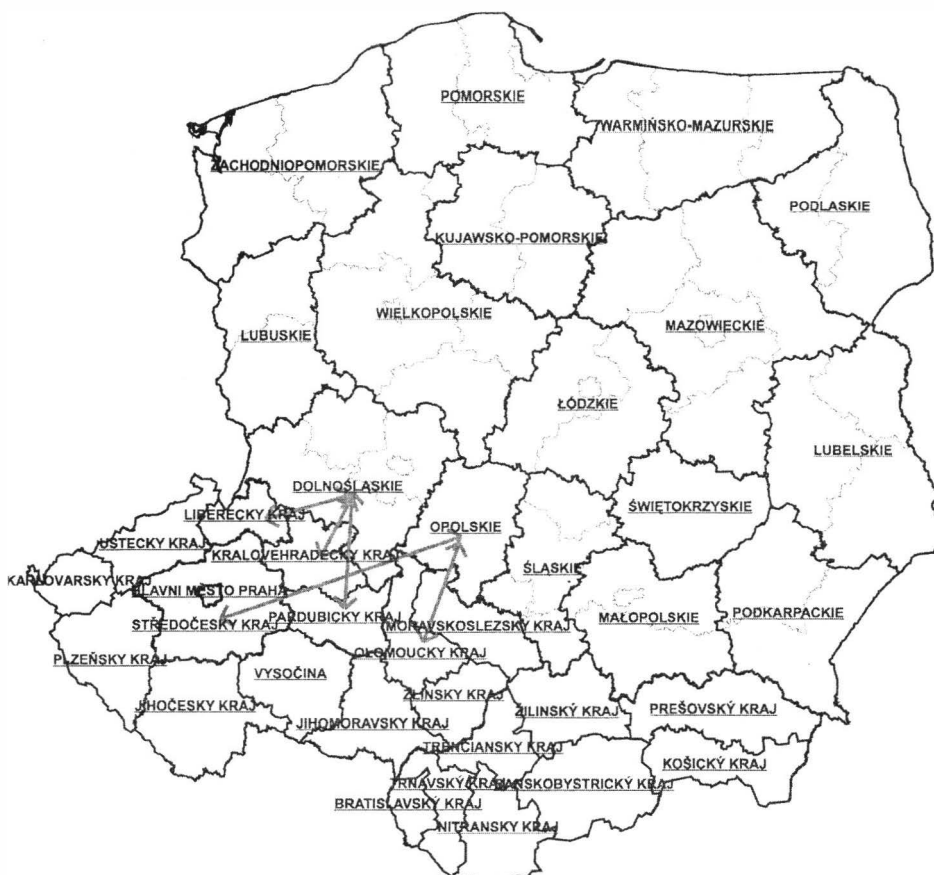 POMORSKIE
WARMIŃSKO-MAZURSKIE
ZACHODNIOPOMORSKIE
PODLASKIE
KUJAWSKO-POMORSKIE
WIELKOPOLSKIE
MAZOWIECKIE
LUBUSKIE
ŁÓDZKIE
LUBELSKIE
DOLNOŚLĄSKIE
ŚWIĘTOKRZYSKIE
LIBERECKY KRAJ
OPOLSKIE
USTECKY KRAJ
KRALOVEHRADECKY KRAJ
ŚLĄSKIE
KARLOVARSKY KRAJ
HLAVNI MESTO PRAHA
PARDUBICKY KRAJ
MAŁOPOLSKIE
PODKARPACKIE
STŘEDOČESKY KRAJ
MORAVSKOSLEZSKY KRAJ
OLOMOUCKY KRAJ
PLZEŇSKY KRAJ
VYSOČINA
ZLINSKY KRAJ
JIHOČESKY KRAJ
ŽILINSKÝ KRAJ
PREŠOVSKÝ KRAJ
JIHOMORAVSKY KRAJ
TRENČIANSKY KRAJ
KOŠICKÝ KRAJ
TRNAVSKÝ KRAJ
BANSKOBYSTRICKÝ KRAJ
BRATISLAVSKÝ KRAJ
NITRANSKY KRAJ